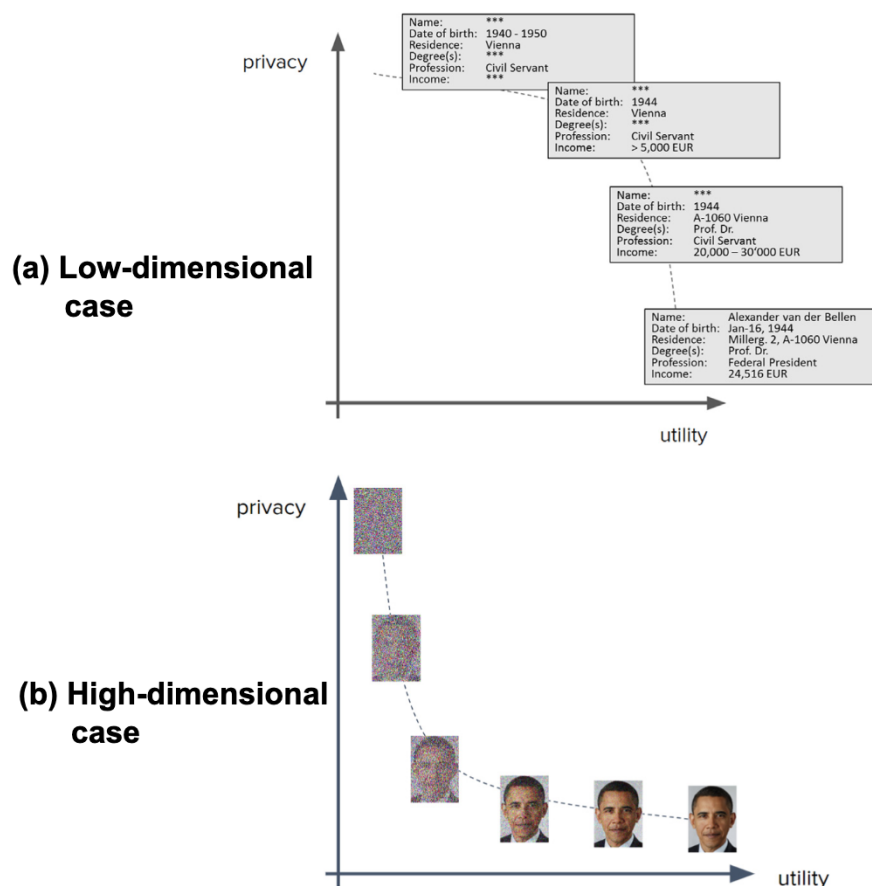 privacy
Name: ***
Date of birth: 1940 - 1950
Residence: Vienna
Degree(s): ***
Profession: Civil Servant
Income: ***
Name: ***
Date of birth: 1944
Residence: Vienna
Degree(s): ***
Profession: Civil Servant
Income: > 5,000 EUR
Name: ***
Date of birth: 1944
Residence: A-1060 Vienna
Degree(s): Prof. Dr.
Profession: Civil Servant
Income: 20,000 – 30’000 EUR
(a) Low-dimensional
case
Name: Alexander van der Bellen
Date of birth: Jan-16, 1944
Residence: Millerg. 2, A-1060 Vienna
Degree(s): Prof. Dr.
Profession: Federal President
Income: 24,516 EUR
utility
privacy
(b) High-dimensional
case
utility